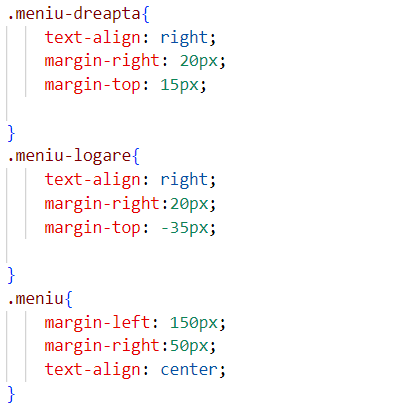 .meniu-dreapta{
text-align: right;
margin-right: 20px;
margin-top: 15px;
}
.meniu-logare{
text-align: right;
margin-right:20px;
margin-top: -35px;
}
.meniu{
margin-left: 150px;
margin-right:50px;
text-align: center;
}